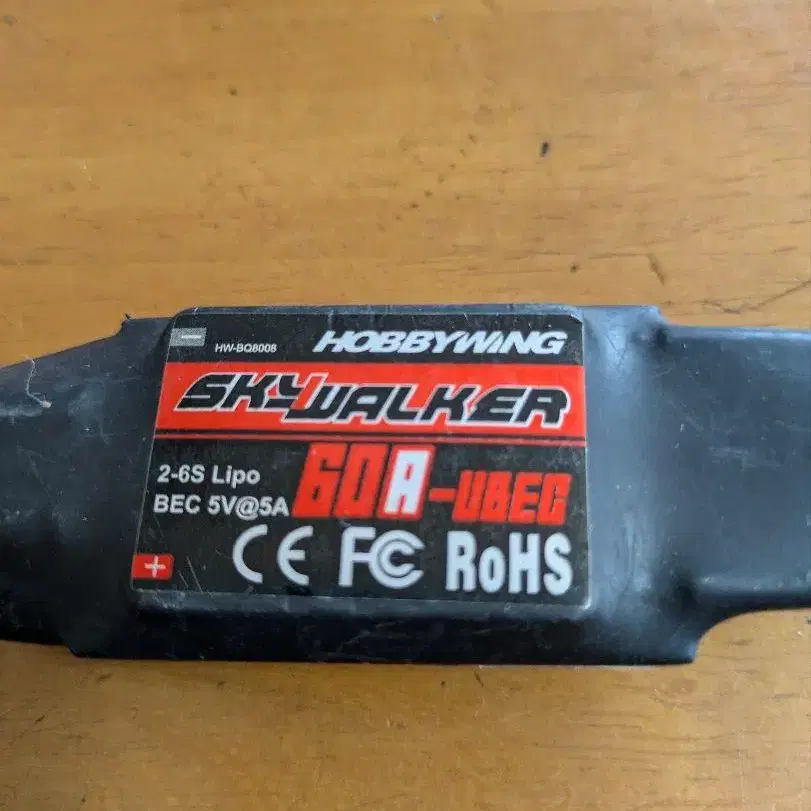 − HW-BQ8008 HOBBYWING
SKYWALKER
2-6S Lipo
BEC 5V@5A
60A-UBEC
+ CE FC RoHS